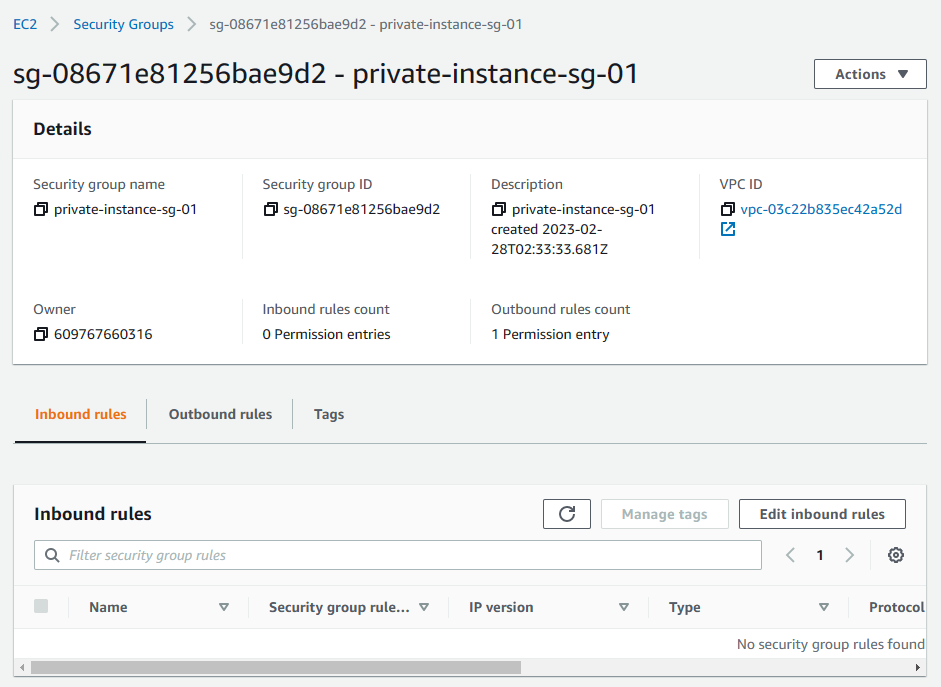 EC2 > Security Groups > sg-08671e81256bae9d2 - private-instance-sg-01
sg-08671e81256bae9d2 - private-instance-sg-01
Actions
Details
Security group name
private-instance-sg-01
Security group ID
sg-08671e81256bae9d2
Description
private-instance-sg-01
created 2023-02-
28T02:33:33.681Z
VPC ID
vpc-03c22b835ec42a52d
Owner
609767660316
Inbound rules count
0 Permission entries
Outbound rules count
1 Permission entry
Inbound rules
Outbound rules
Tags
Inbound rules
Manage tags
Edit inbound rules
Filter security group rules
1
Name
Security group rule...
IP version
Type
Protocol
No security group rules found